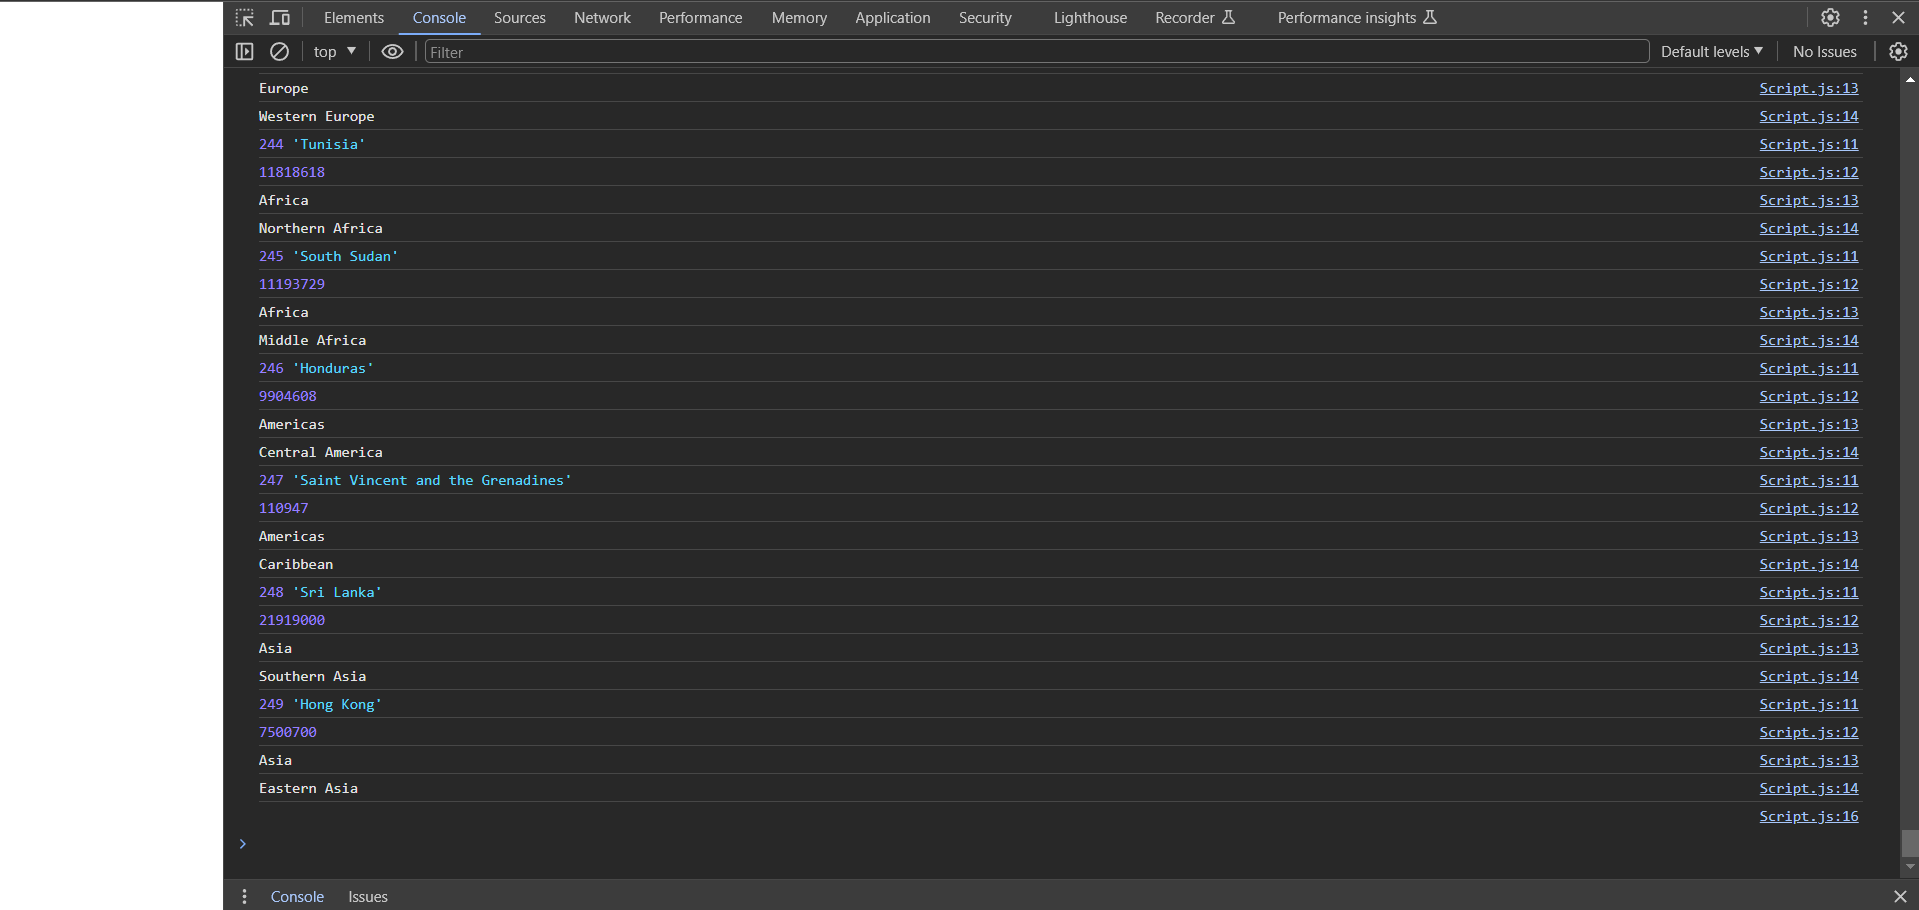 Elements Console Sources Network Performance Memory Application Security Lighthouse Recorder Performance insights
top Filter Default levels No Issues
Europe Script.js:13
Western Europe Script.js:14
244 'Tunisia' Script.js:11
11818618 Script.js:12
Africa Script.js:13
Northern Africa Script.js:14
245 'South Sudan' Script.js:11
11193729 Script.js:12
Africa Script.js:13
Middle Africa Script.js:14
246 'Honduras' Script.js:11
9904608 Script.js:12
Americas Script.js:13
Central America Script.js:14
247 'Saint Vincent and the Grenadines' Script.js:11
110947 Script.js:12
Americas Script.js:13
Caribbean Script.js:14
248 'Sri Lanka' Script.js:11
21919000 Script.js:12
Asia Script.js:13
Southern Asia Script.js:14
249 'Hong Kong' Script.js:11
7500700 Script.js:12
Asia Script.js:13
Eastern Asia Script.js:14
Script.js:16
Console Issues